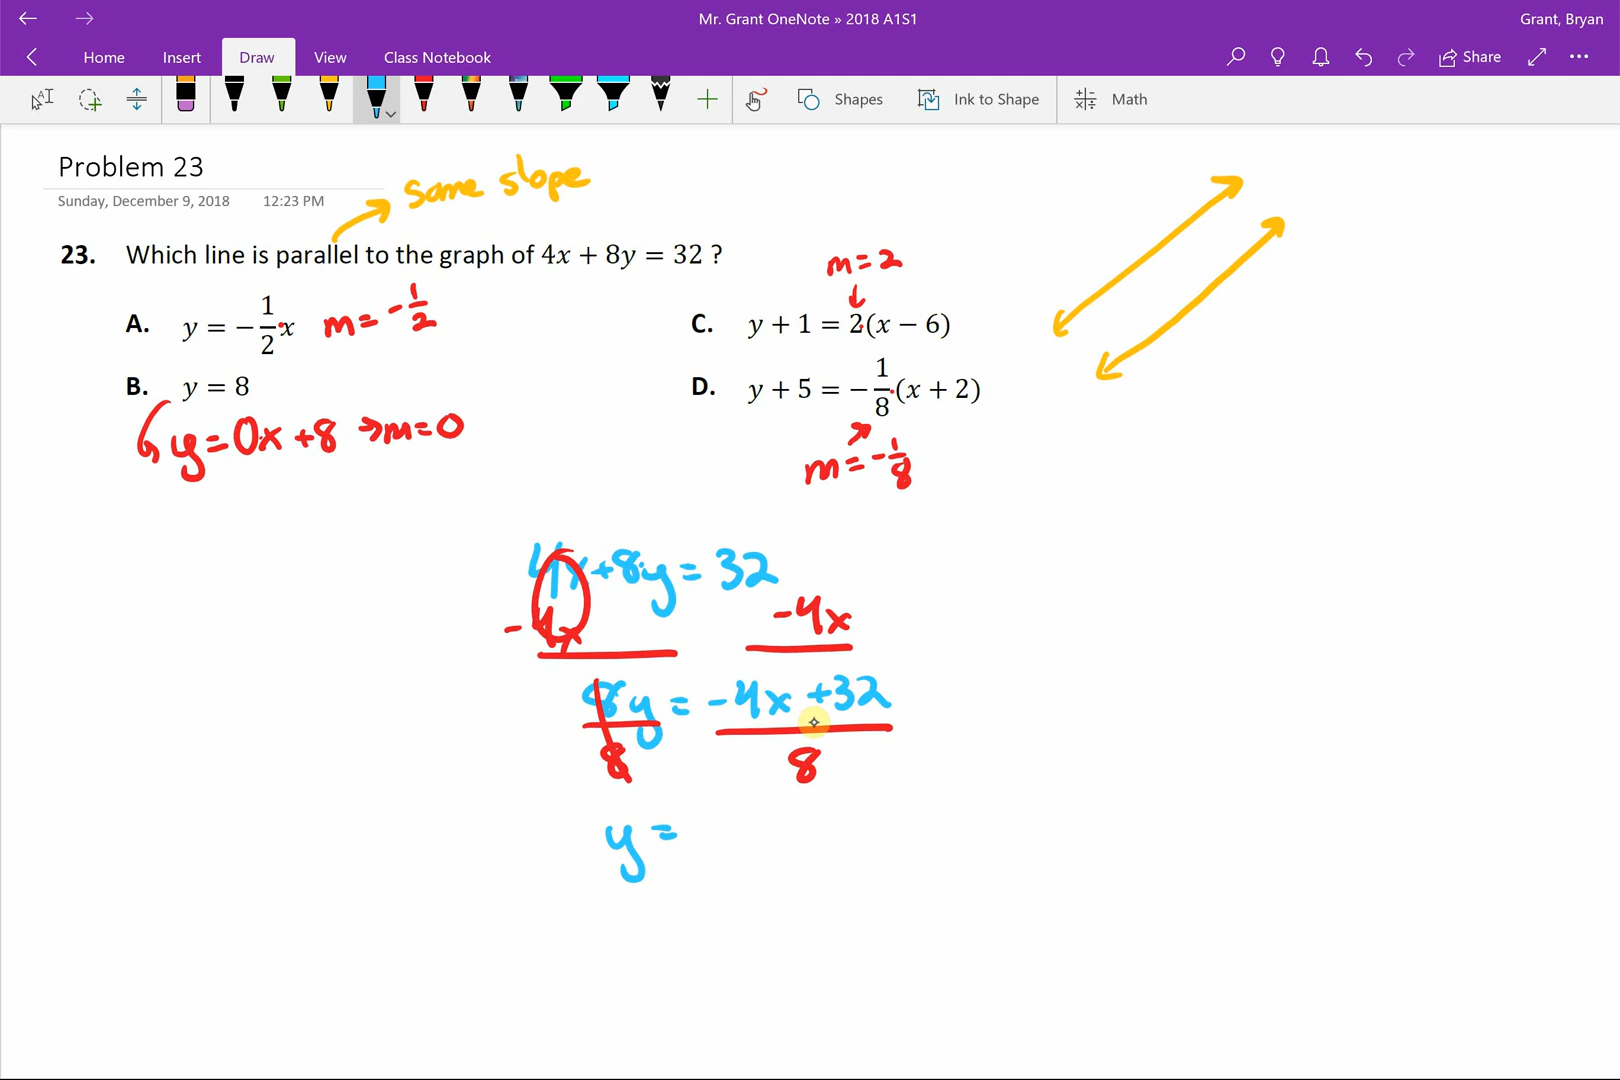 Mr. Grant OneNote » 2018 A1S1
Grant, Bryan
Home Insert Draw View Class Notebook
Share
Shapes Ink to Shape Math
Problem 23
Sunday, December 9, 2018 12:23 PM
same slope
23. Which line is parallel to the graph of 4x + 8y = 32 ?
m = 2
A. y = -1/2 x m = -1/2
C. y + 1 = 2(x − 6)
B. y = 8
D. y + 5 = -1/8 (x + 2)
y = 0x + 8 → m = 0
m = -1/8
4x + 8y = 32
-4x -4x
8y = -4x + 32
8 8
y =